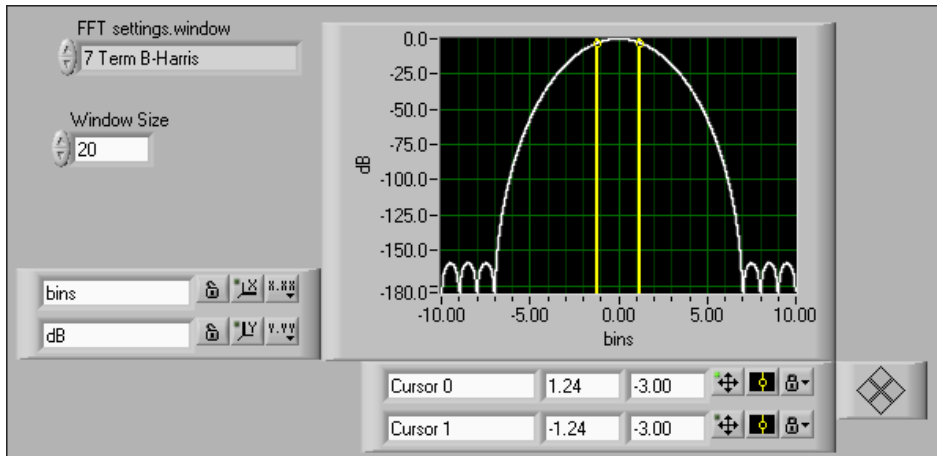 FFT settings.window
7 Term B-Harris
Window Size
20
0.0
-25.0
-50.0
-75.0
-100.0
-125.0
-150.0
-180.0
dB
-10.00 -5.00 0.00 5.00 10.00
bins
bins X X.XX
dB Y Y.YY
Cursor 0 1.24 -3.00
Cursor 1 -1.24 -3.00